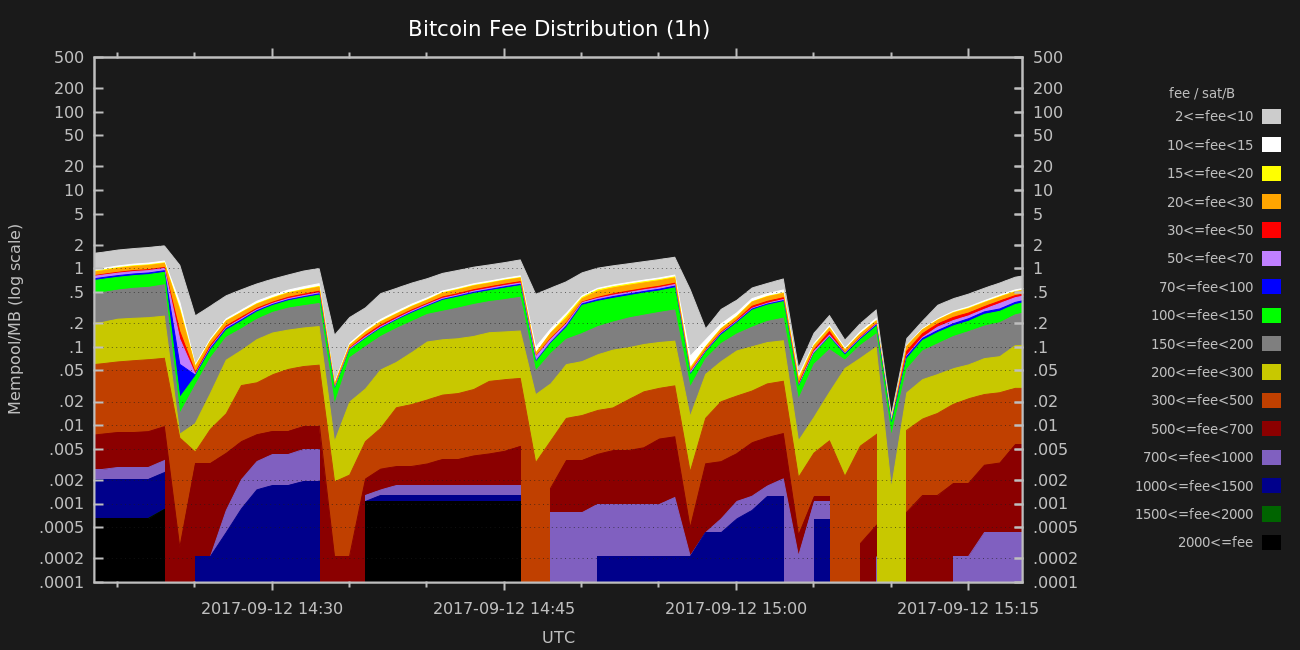 Bitcoin Fee Distribution (1h)
500 500
200 200
100 100
50 50
20 20
10 10
5 5
2 2
1 1
.5 .5
.2 .2
.1 .1
.05 .05
.02 .02
.01 .01
.005 .005
.002 .002
.001 .001
.0005 .0005
.0002 .0002
.0001 .0001
Mempool/MB (log scale)
2017-09-12 14:30 2017-09-12 14:45 2017-09-12 15:00 2017-09-12 15:15
UTC
fee / sat/B
2<=fee<10
10<=fee<15
15<=fee<20
20<=fee<30
30<=fee<50
50<=fee<70
70<=fee<100
100<=fee<150
150<=fee<200
200<=fee<300
300<=fee<500
500<=fee<700
700<=fee<1000
1000<=fee<1500
1500<=fee<2000
2000<=fee